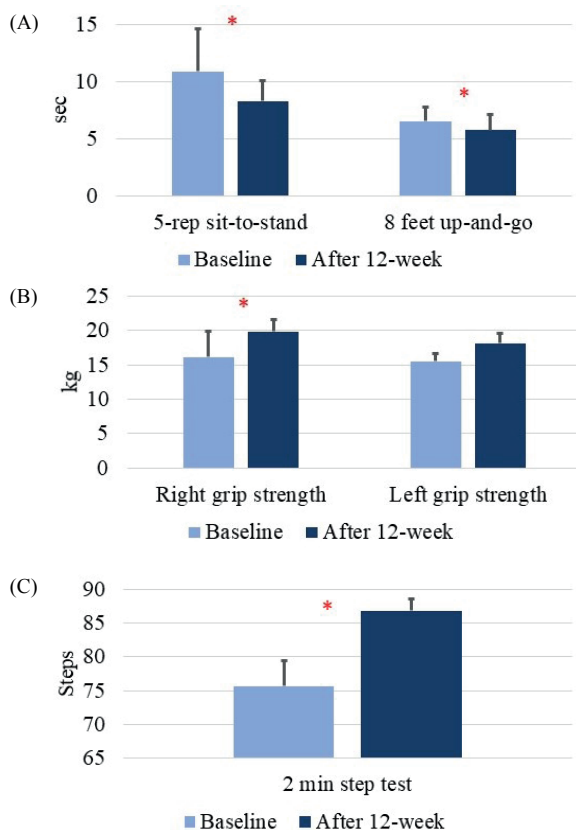 (A)
15
*
10
*
sec
5
0
5-rep sit-to-stand 8 feet up-and-go
Baseline After 12-week
(B)
25
*
20
15
kg
10
5
0
Right grip strength Left grip strength
Baseline After 12-week
(C)
90
*
85
80
Steps
75
70
65
2 min step test
Baseline After 12-week